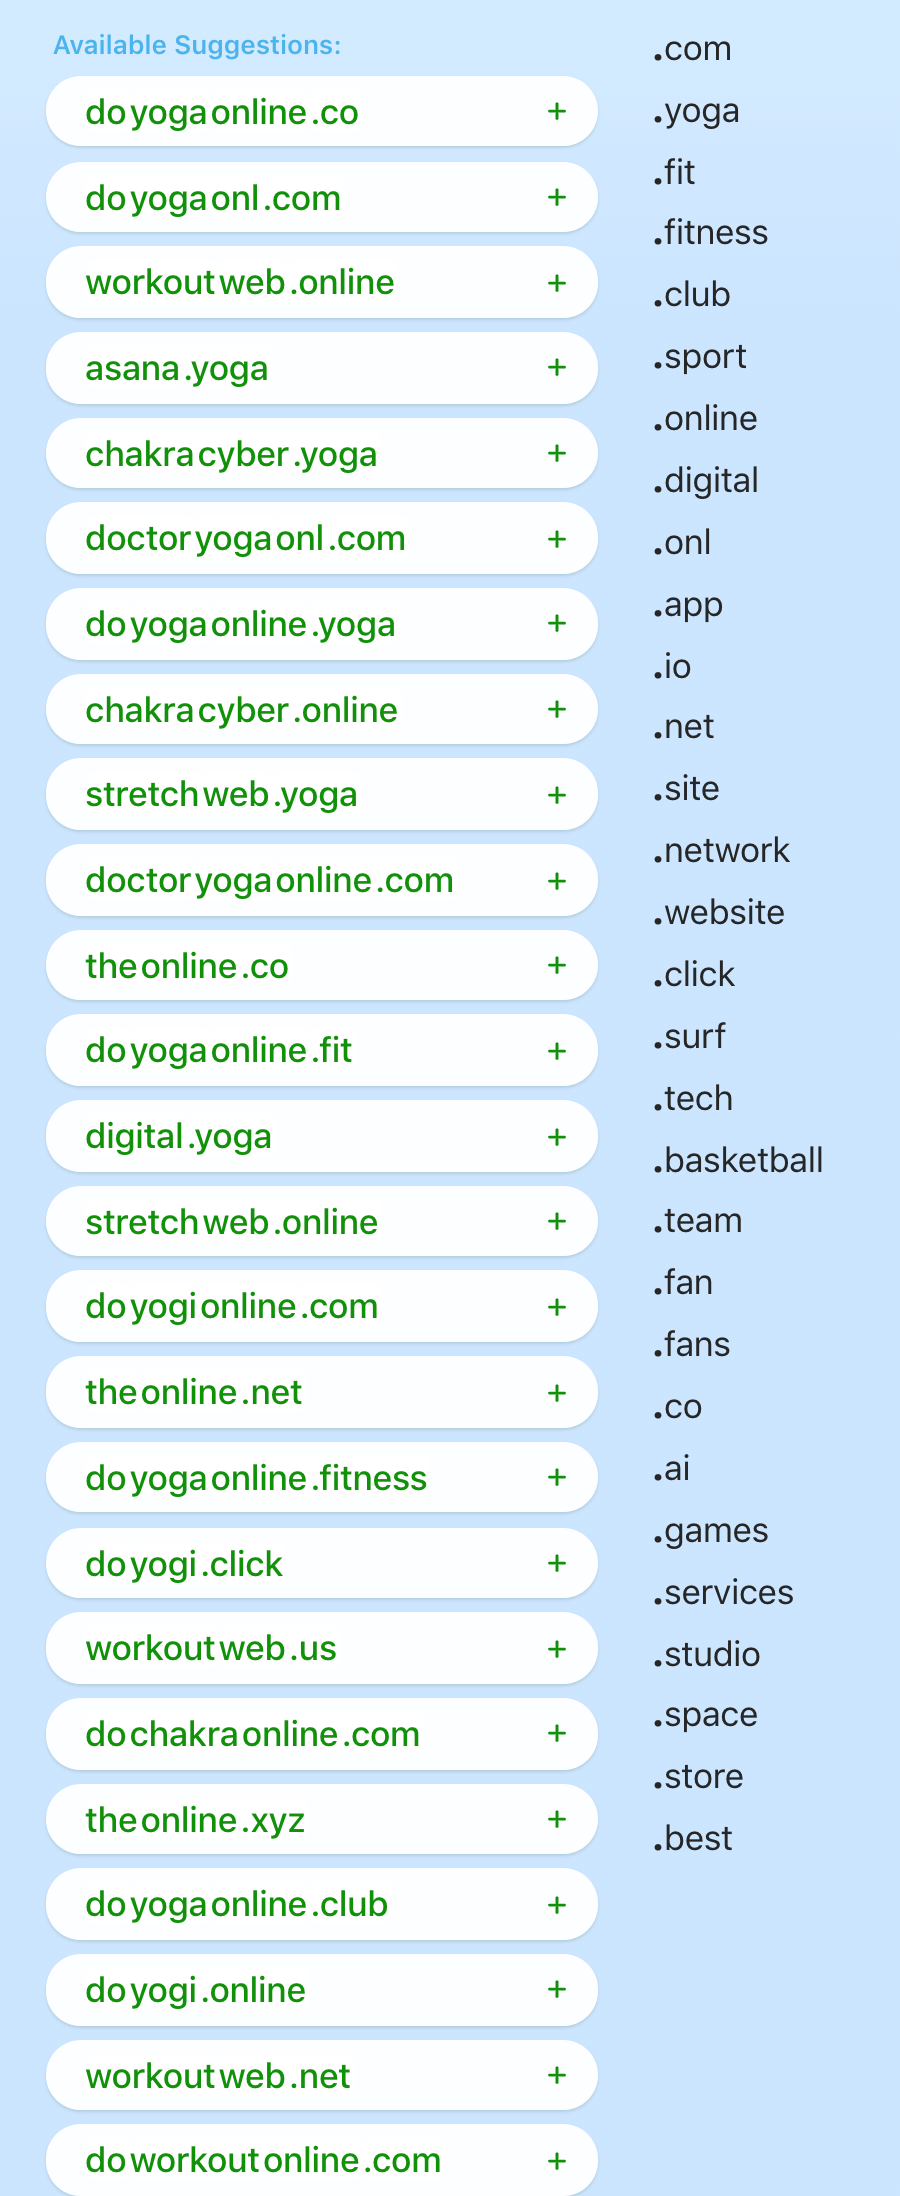 Available Suggestions:
doyogaonline.co +
doyogaonl.com +
workoutweb.online +
asana.yoga +
chakracyber.yoga +
doctoryogaonl.com +
doyogaonline.yoga +
chakracyber.online +
stretchweb.yoga +
doctoryogaonline.com +
theonline.co +
doyogaonline.fit +
digital.yoga +
stretchweb.online +
doyogionline.com +
theonline.net +
doyogaonline.fitness +
doyogi.click +
workoutweb.us +
dochakraonline.com +
theonline.xyz +
doyogaonline.club +
doyogi.online +
workoutweb.net +
doworkoutonline.com +
.com
.yoga
.fit
.fitness
.club
.sport
.online
.digital
.onl
.app
.io
.net
.site
.network
.website
.click
.surf
.tech
.basketball
.team
.fan
.fans
.co
.ai
.games
.services
.studio
.space
.store
.best